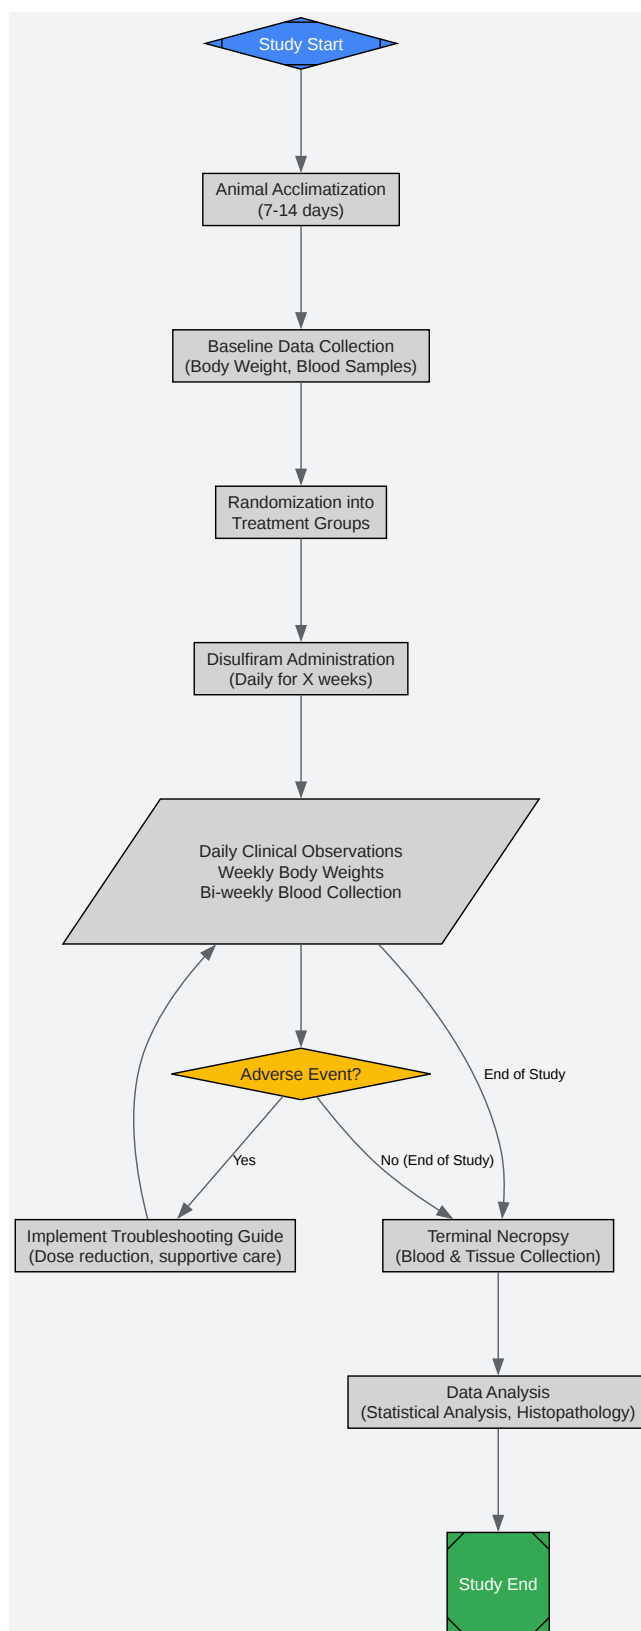 Study Start
Animal Acclimatization
(7-14 days)
Baseline Data Collection
(Body Weight, Blood Samples)
Randomization into
Treatment Groups
Disulfiram Administration
(Daily for X weeks)
Daily Clinical Observations
Weekly Body Weights
Bi-weekly Blood Collection
Adverse Event?
End of Study
Yes
No (End of Study)
Implement Troubleshooting Guide
(Dose reduction, supportive care)
Terminal Necropsy
(Blood & Tissue Collection)
Data Analysis
(Statistical Analysis, Histopathology)
Study End